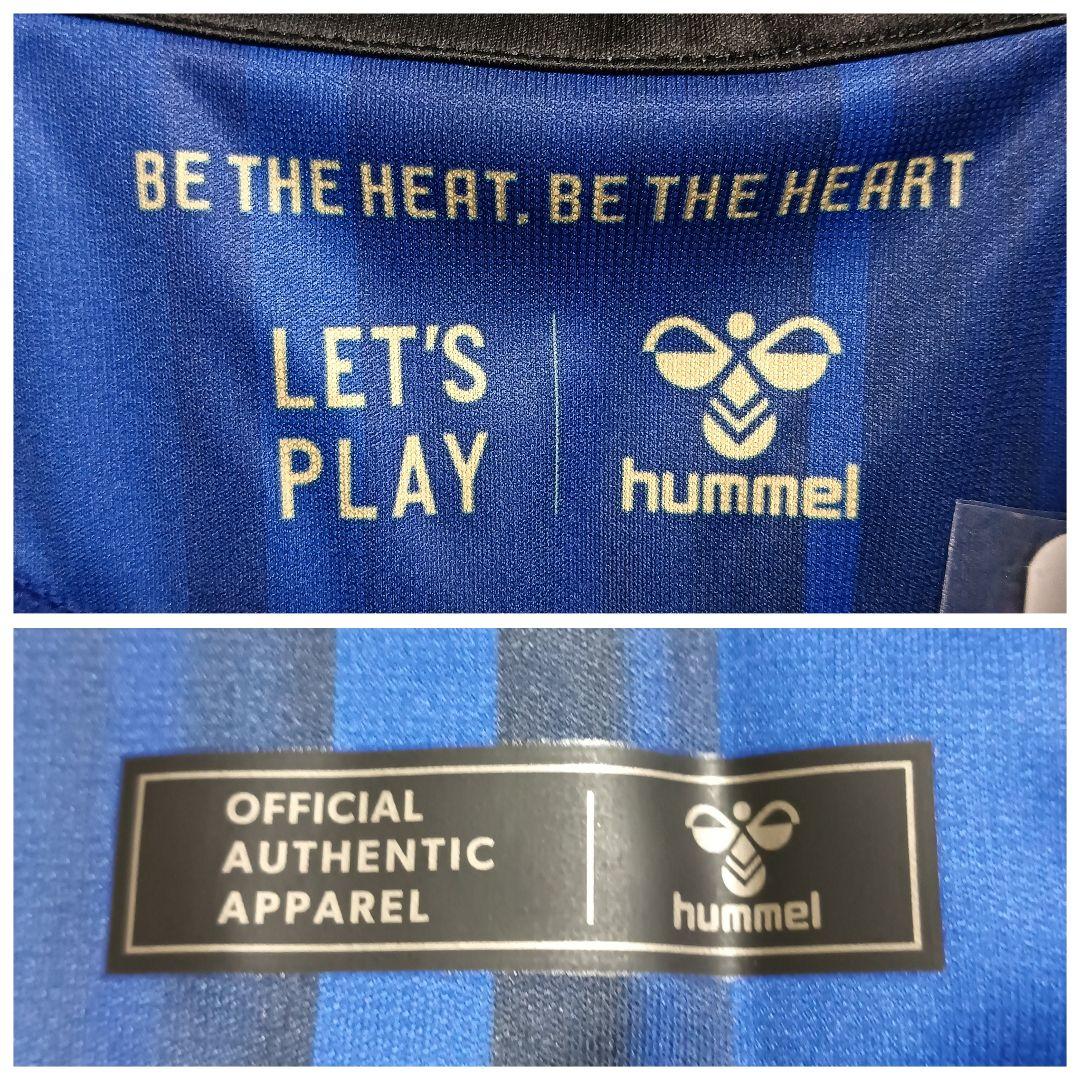 BE THE HEAT, BE THE HEART
LET'S
PLAY
hummel
OFFICIAL
AUTHENTIC
APPAREL
hummel